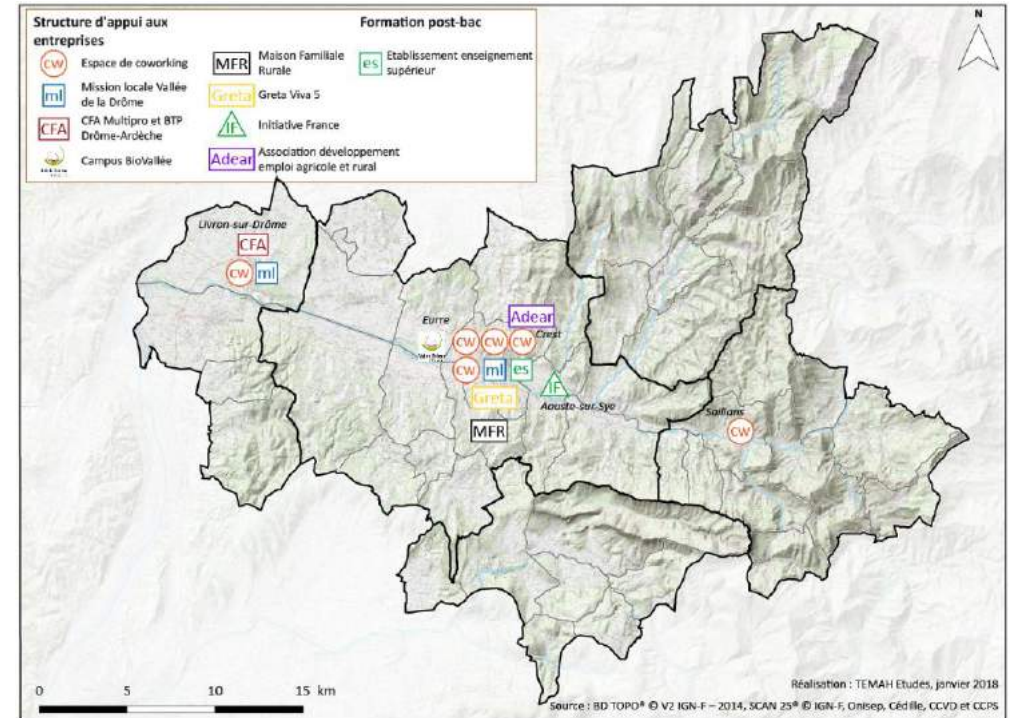 Structure d'appui aux
entreprises
CW Espace de coworking
ml Mission locale Vallée
de la Drôme
CFA CFA Multipro et BTP
Drôme-Ardèche
Campus BioVallée
MFR Maison Familiale
Rurale
Greta Greta Viva 5
IF Initiative France
Adear Association développement
emploi agricole et rural
Formation post-bac
es Etablissement enseignement
supérieur
N
Livron-sur-Drôme
CFA
CW ml
Eurre
Adear
CW CW CW Crest
CW ml es
IF
Greta
Aouste-sur-Sye
MFR
Saillans
CW
0 5 10 15 km
Réalisation : TEMAH Etudes, janvier 2018
Source : BD TOPO® © V2 IGN-F – 2014, SCAN 25® © IGN-F, Onisep, Cédille, CCVD et CCPS